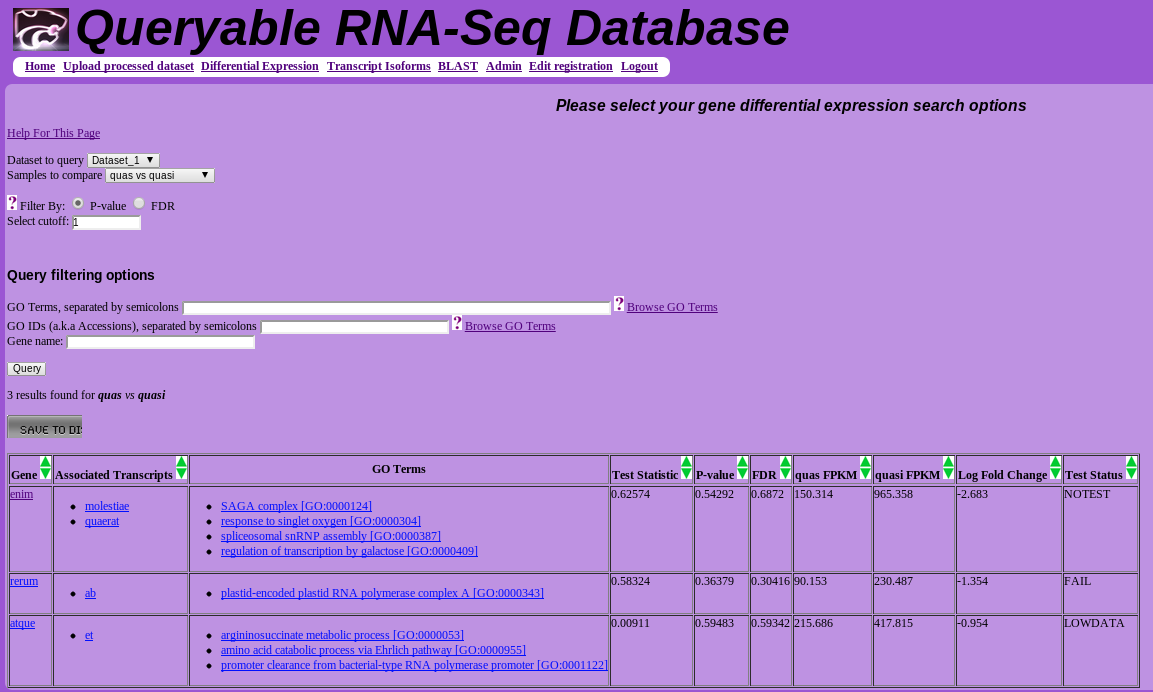 Queryable RNA-Seq Database
Home Upload processed dataset Differential Expression Transcript Isoforms BLAST Admin Edit registration Logout
Please select your gene differential expression search options
Help For This Page
Dataset to query Dataset_1
Samples to compare quas vs quasi
? Filter By: P-value FDR
Select cutoff: 1
Query filtering options
GO Terms, separated by semicolons ? Browse GO Terms
GO IDs (a.k.a Accessions), separated by semicolons ? Browse GO Terms
Gene name:
Query
3 results found for quas vs quasi
SAVE TO DIS
Gene Associated Transcripts GO Terms Test Statistic P-value FDR quas FPKM quasi FPKM Log Fold Change Test Status
enim 0.62574 0.54292 0.6872 150.314 965.358 -2.683 NOTEST
molestiae SAGA complex [GO:0000124]
quaerat response to singlet oxygen [GO:0000304]
spliceosomal snRNP assembly [GO:0000387]
regulation of transcription by galactose [GO:0000409]
rerum 0.58324 0.36379 0.30416 90.153 230.487 -1.354 FAIL
ab plastid-encoded plastid RNA polymerase complex A [GO:0000343]
atque 0.00911 0.59483 0.59342 215.686 417.815 -0.954 LOWDATA
et argininosuccinate metabolic process [GO:0000053]
amino acid catabolic process via Ehrlich pathway [GO:0000955]
promoter clearance from bacterial-type RNA polymerase promoter [GO:0001122]